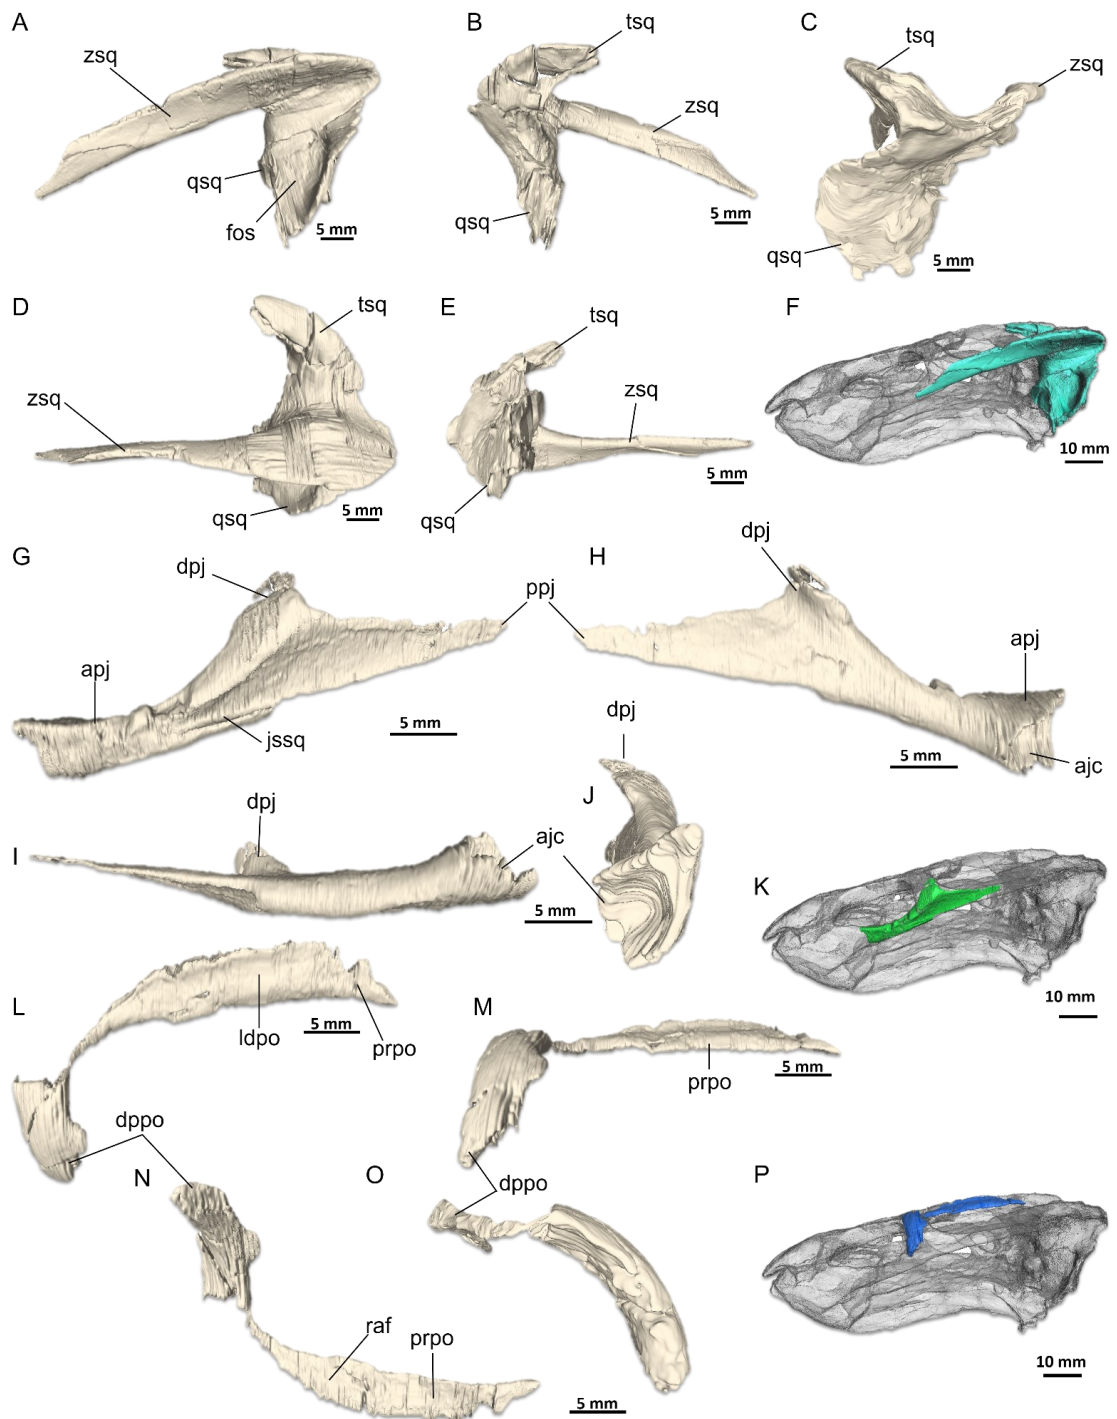 A
zsq
qsq
fos
5 mm
B
tsq
zsq
qsq
5 mm
C
tsq
zsq
qsq
5 mm
D
tsq
zsq
qsq
5 mm
E
tsq
zsq
qsq
5 mm
F
10 mm
G
dpj
ppj
apj
jssq
5 mm
H
dpj
apj
ajc
5 mm
I
dpj
ajc
5 mm
J
dpj
K
10 mm
L
ldpo
prpo
5 mm
dppo
M
prpo
5 mm
dppo
N
raf
prpo
O
5 mm
P
10 mm